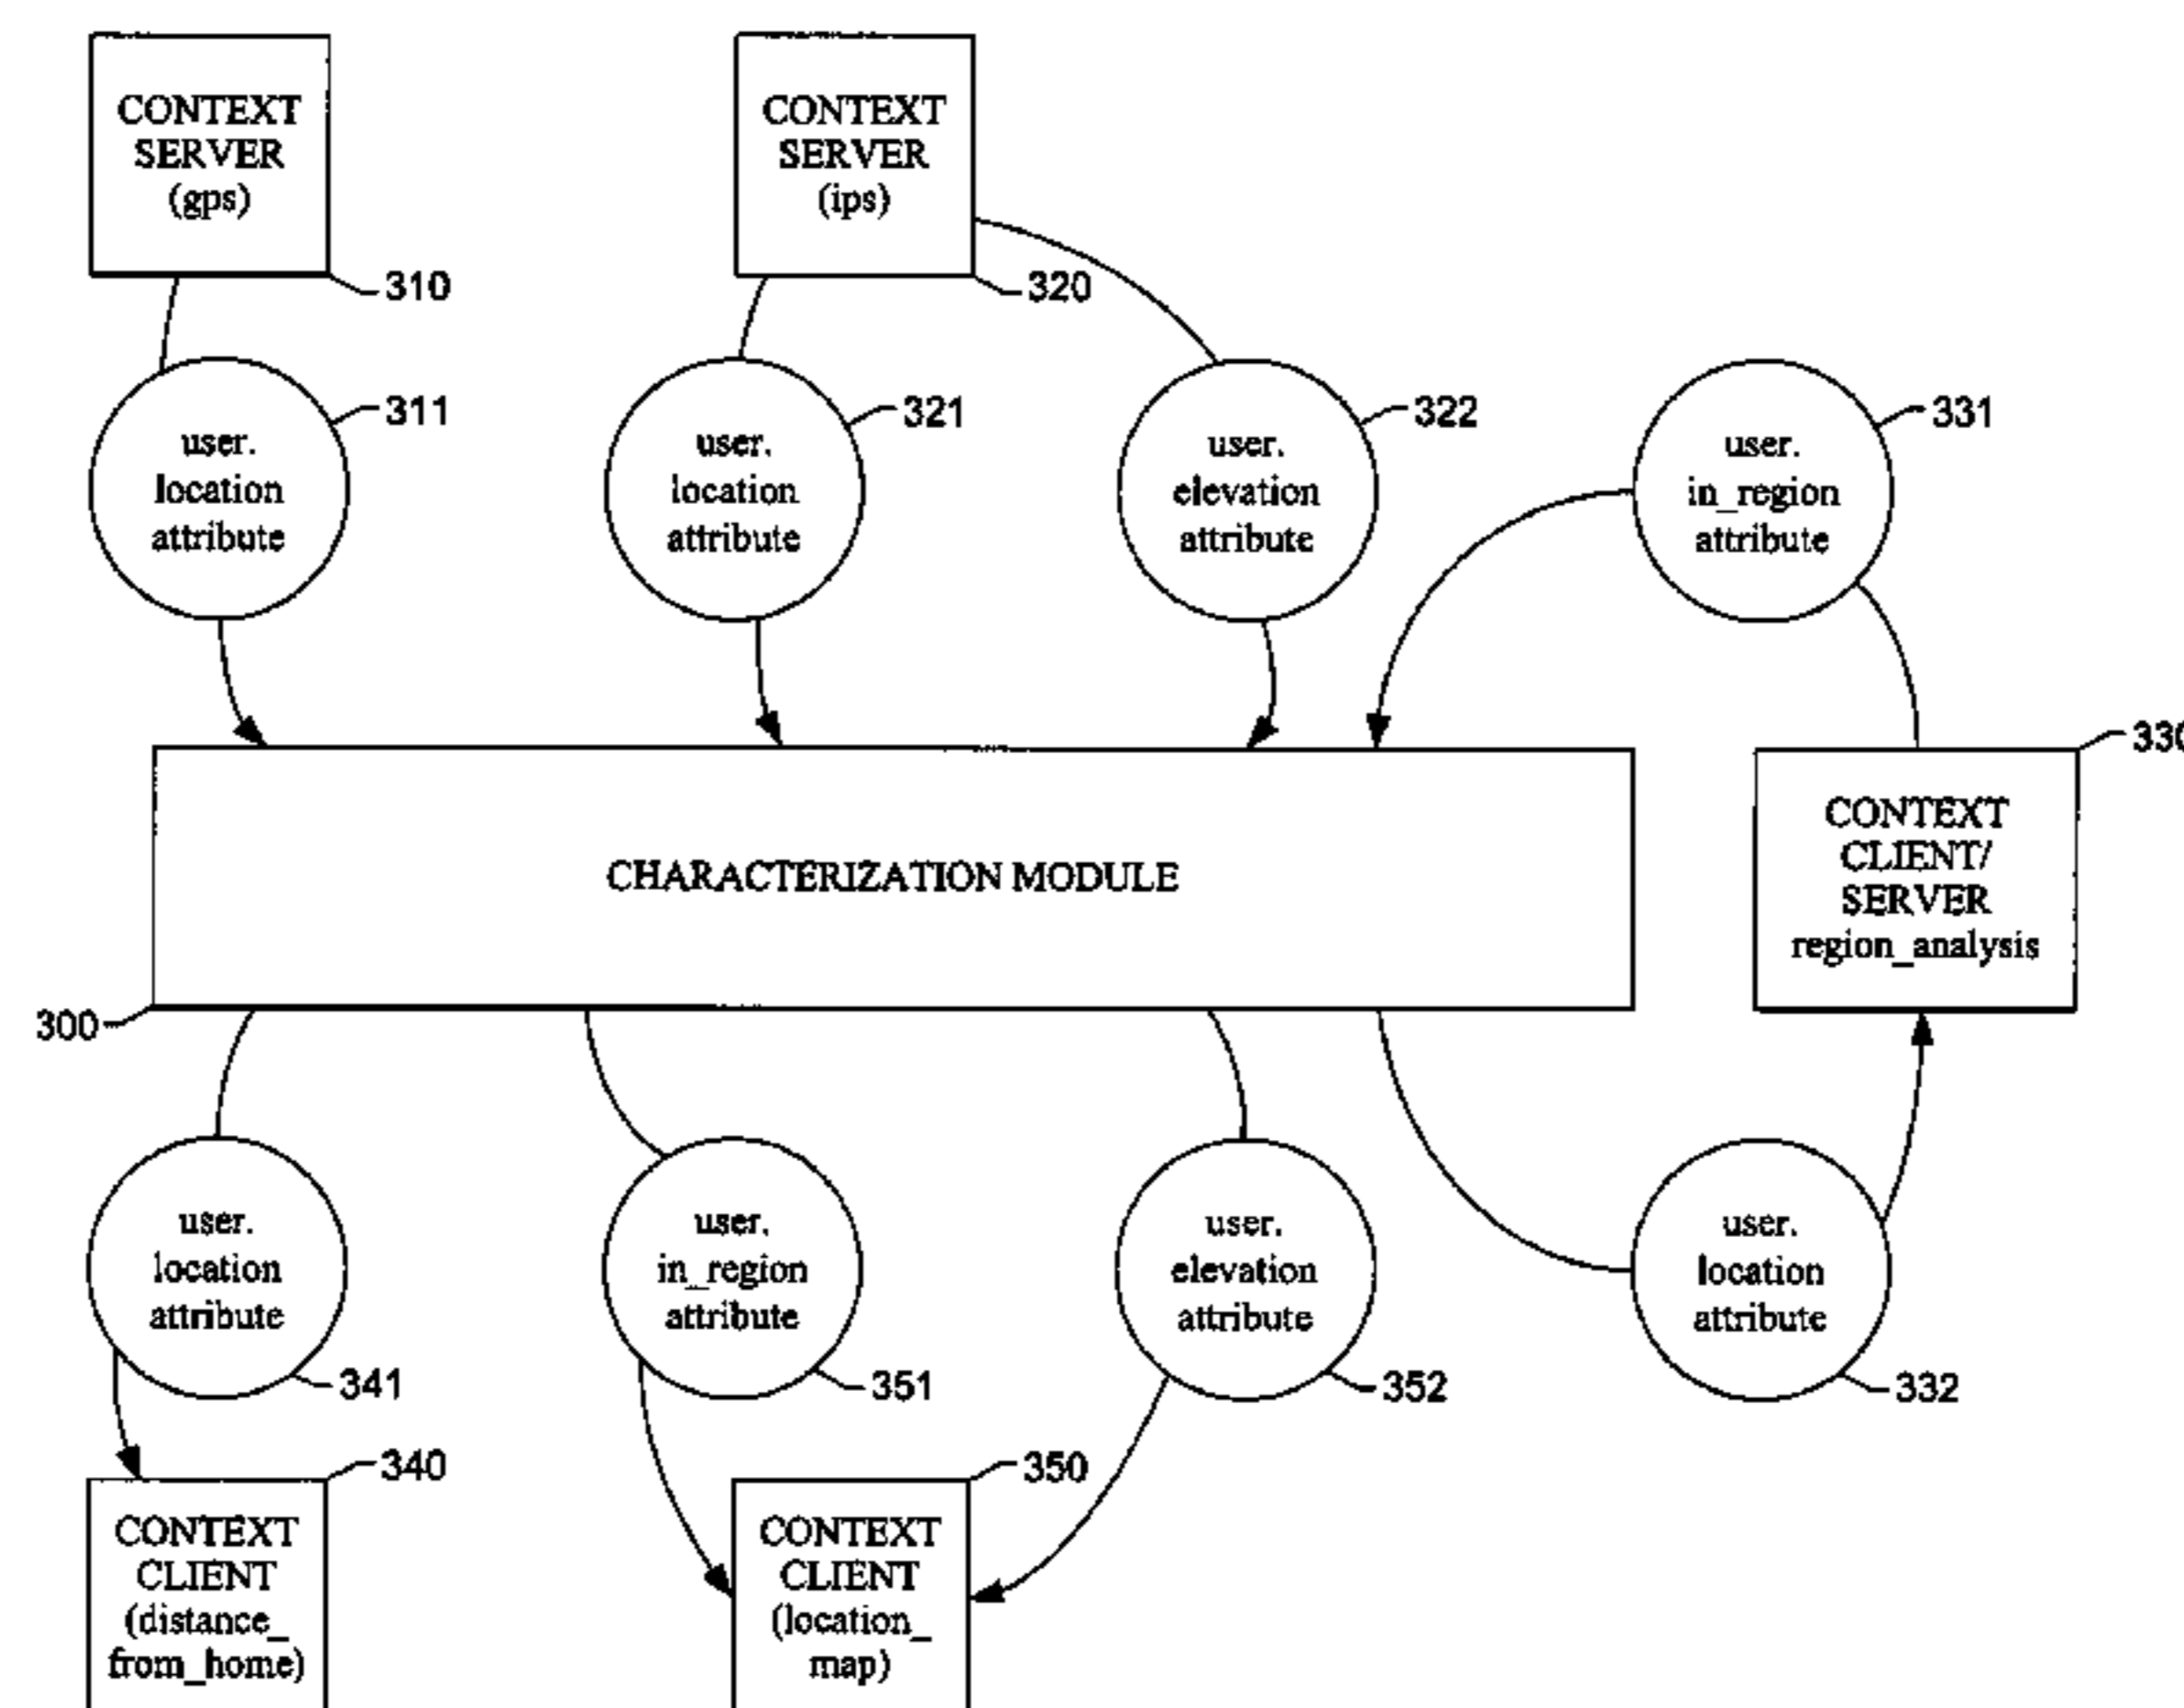 CONTEXT
SERVER
(gps)
310
CONTEXT
SERVER
(ips)
320
user.
location
attribute
311
user.
location
attribute
321
user.
elevation
attribute
322
user.
in_region
attribute
331
CHARACTERIZATION MODULE
300
CONTEXT
CLIENT/
SERVER
region_analysis
330
user.
location
attribute
341
user.
in_region
attribute
351
user.
elevation
attribute
352
user.
location
attribute
332
340
CONTEXT
CLIENT
(distance_
from_home)
350
CONTEXT
CLIENT
(location_
map)